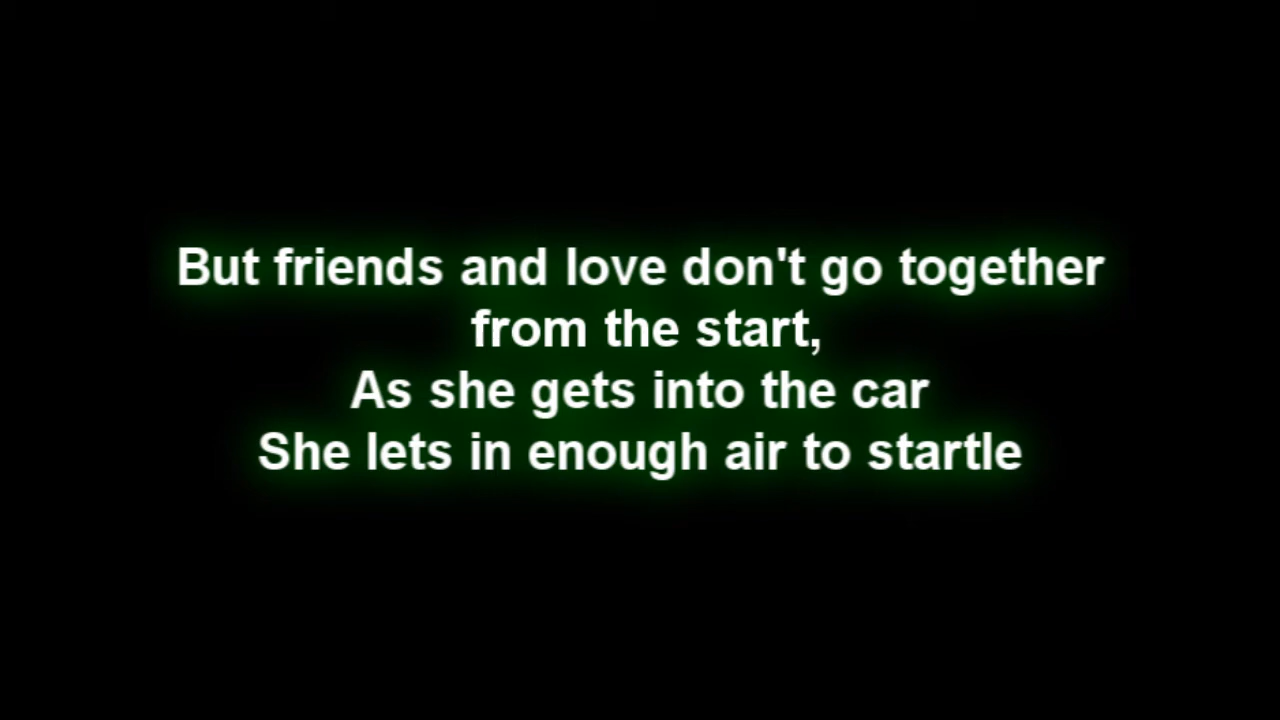 But friends and love don't go together
from the start,
As she gets into the car
She lets in enough air to startle